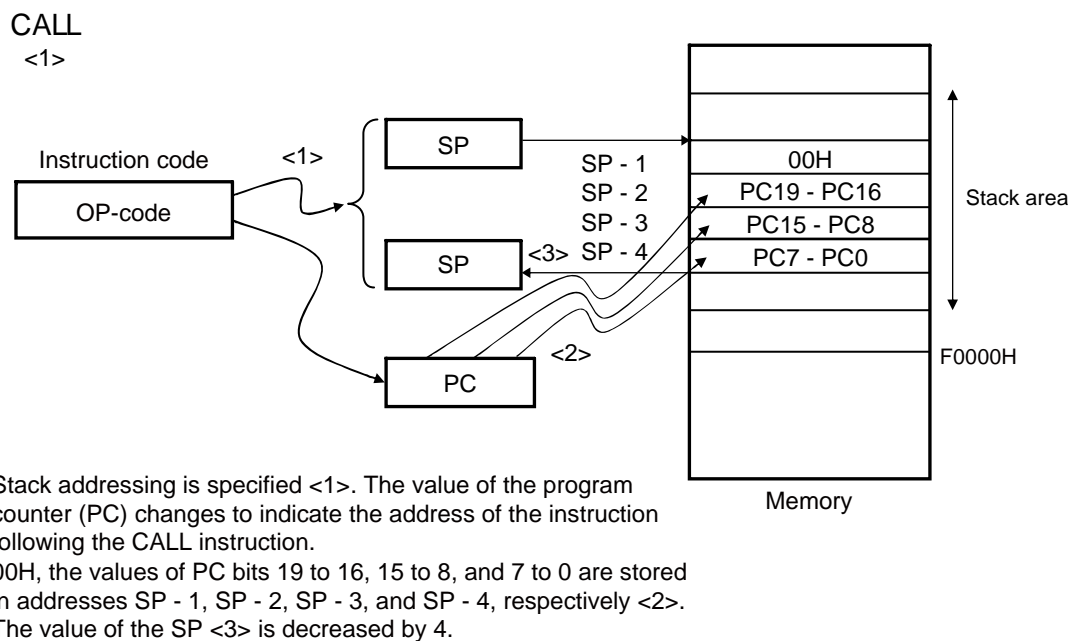 CALL
<1>
Instruction code
<1>
OP-code
SP
SP
<3>
SP - 1
SP - 2
SP - 3
SP - 4
00H
PC19 - PC16
PC15 - PC8
PC7 - PC0
Stack area
<2>
PC
F0000H
Memory
Stack addressing is specified <1>. The value of the program
counter (PC) changes to indicate the address of the instruction
following the CALL instruction.
00H, the values of PC bits 19 to 16, 15 to 8, and 7 to 0 are stored
in addresses SP - 1, SP - 2, SP - 3, and SP - 4, respectively <2>.
The value of the SP <3> is decreased by 4.